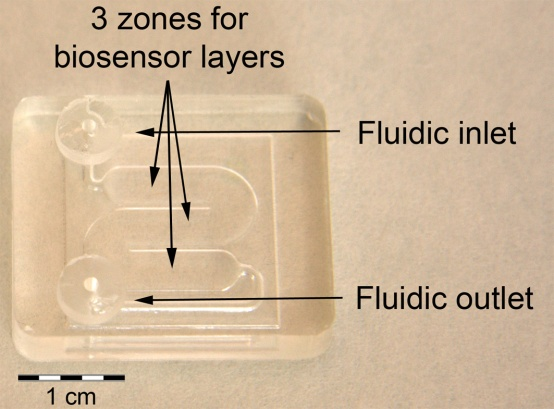 3 zones for
biosensor layers
Fluidic inlet
Fluidic outlet
1 cm